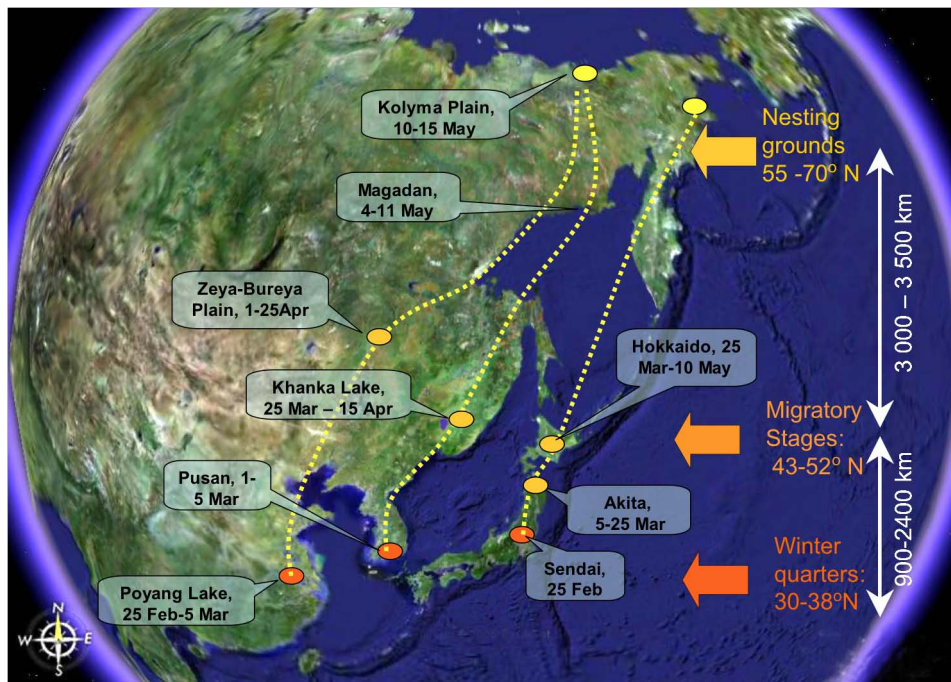 Kolyma Plain,
10-15 May
Nesting
grounds
55 -70º N
Magadan,
4-11 May
3 000 – 3 500 km
Zeya-Bureya
Plain, 1-25Apr
Hokkaido, 25
Mar-10 May
Khanka Lake,
25 Mar – 15 Apr
Migratory
Stages:
43-52º N
Pusan, 1-
5 Mar
Akita,
5-25 Mar
900-2400 km
Winter
quarters:
30-38ºN
Sendai,
25 Feb
Poyang Lake,
25 Feb-5 Mar
N
W E
S